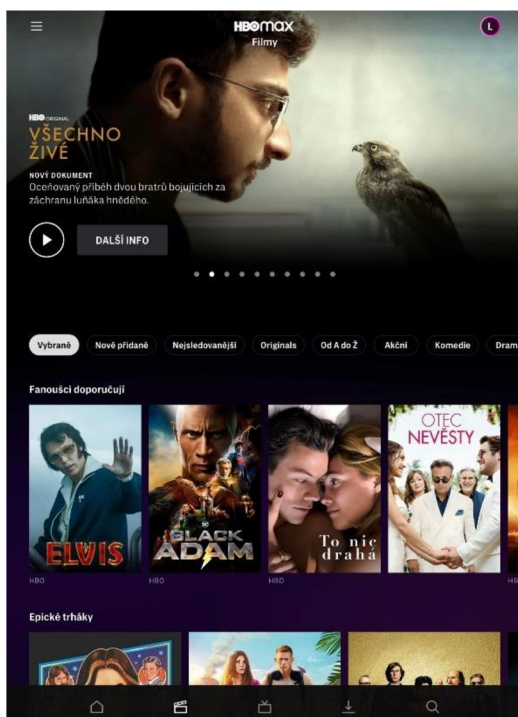 HBOMAX
L
Filmy
HBO ORIGINAL
VŠECHNO
ŽIVÉ
NOVÝ DOKUMENT
Oceňovaný příběh dvou bratrů bojujících za
záchranu luňáka hnědého.
DALŠÍ INFO
Vybrané Nově přidané Nejsledovanější Originals Od A do Ž Akční Komedie Dram
Fanoušci doporučují
ELVIS
DC
BLACK
ADAM
To nic
drahá
OTEC
NEVĚSTY
HBO HBO HBO
Epické trháky